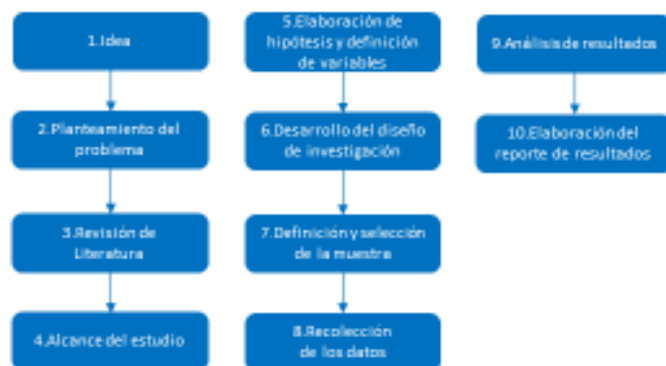 1.Idea
2.Planteamiento del
problema
3.Revisión de
Literatura
4.Alcance del estudio
5.Elaboración de
hipótesis y definición
de variables
6.Desarrollo del diseño
de investigación
7.Definición y selección
de la muestra
8.Recolección
de los datos
9.Análisis de resultados
10.Elaboración del
reporte de resultados